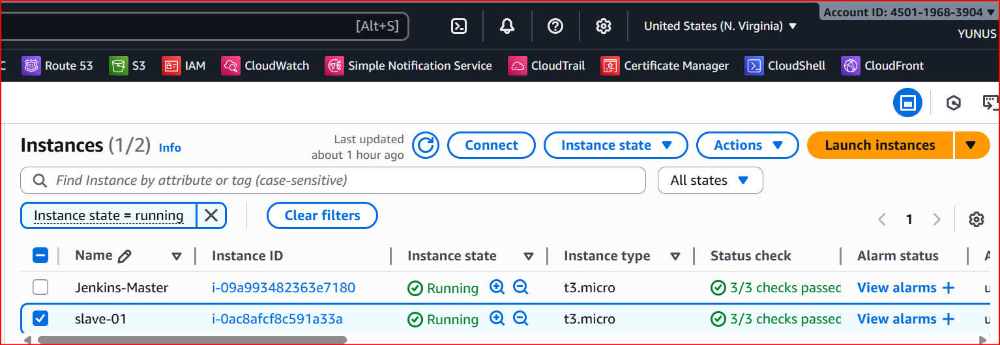 Account ID: 4501-1968-3904
[Alt+S]
United States (N. Virginia)
YUNUS
C Route 53 S3 IAM CloudWatch Simple Notification Service CloudTrail Certificate Manager CloudShell CloudFront
Instances (1/2) Info
Last updated
about 1 hour ago
Connect Instance state Actions Launch instances
Find Instance by attribute or tag (case-sensitive)
All states
Instance state = running
Clear filters
1
Name Instance ID Instance state Instance type Status check Alarm status A
Jenkins-Master i-09a993482363e7180 Running t3.micro 3/3 checks passed View alarms + u
slave-01 i-0ac8afcf8c591a33a Running t3.micro 3/3 checks passed View alarms + u